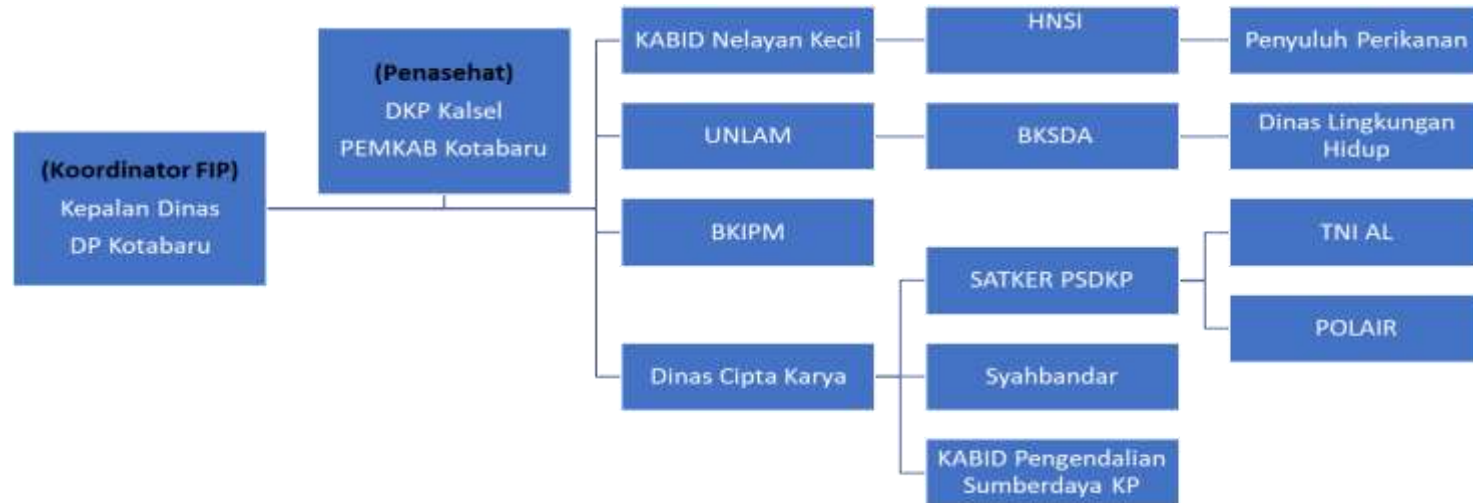 (Koordinator FIP)
Kepalan Dinas
DP Kotabaru
(Penasehat)
DKP Kalsel
PEMKAB Kotabaru
KABID Nelayan Kecil
HNSI
Penyuluh Perikanan
UNLAM
BKSDA
Dinas Lingkungan
Hidup
BKIPM
Dinas Cipta Karya
SATKER PSDKP
TNI AL
POLAIR
Syahbandar
KABID Pengendalian
Sumberdaya KP